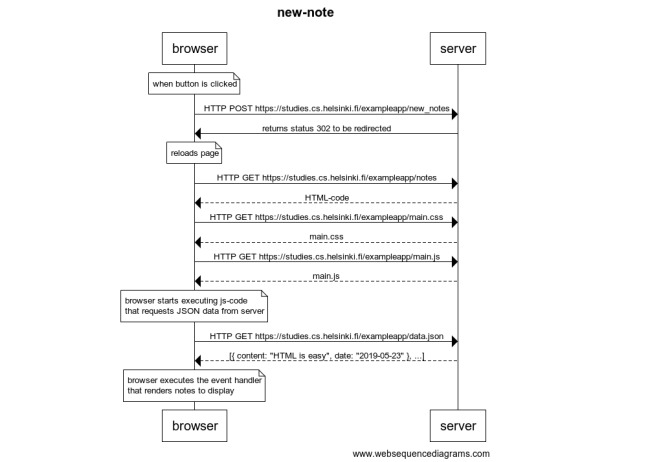 new-note
browser
server
when button is clicked
HTTP POST https://studies.cs.helsinki.fi/exampleapp/new_notes
returns status 302 to be redirected
reloads page
HTTP GET https://studies.cs.helsinki.fi/exampleapp/notes
HTML-code
HTTP GET https://studies.cs.helsinki.fi/exampleapp/main.css
main.css
HTTP GET https://studies.cs.helsinki.fi/exampleapp/main.js
main.js
browser starts executing js-code
that requests JSON data from server
HTTP GET https://studies.cs.helsinki.fi/exampleapp/data.json
[{ content: "HTML is easy", date: "2019-05-23" }, ...]
browser executes the event handler
that renders notes to display
browser
server
www.websequencediagrams.com